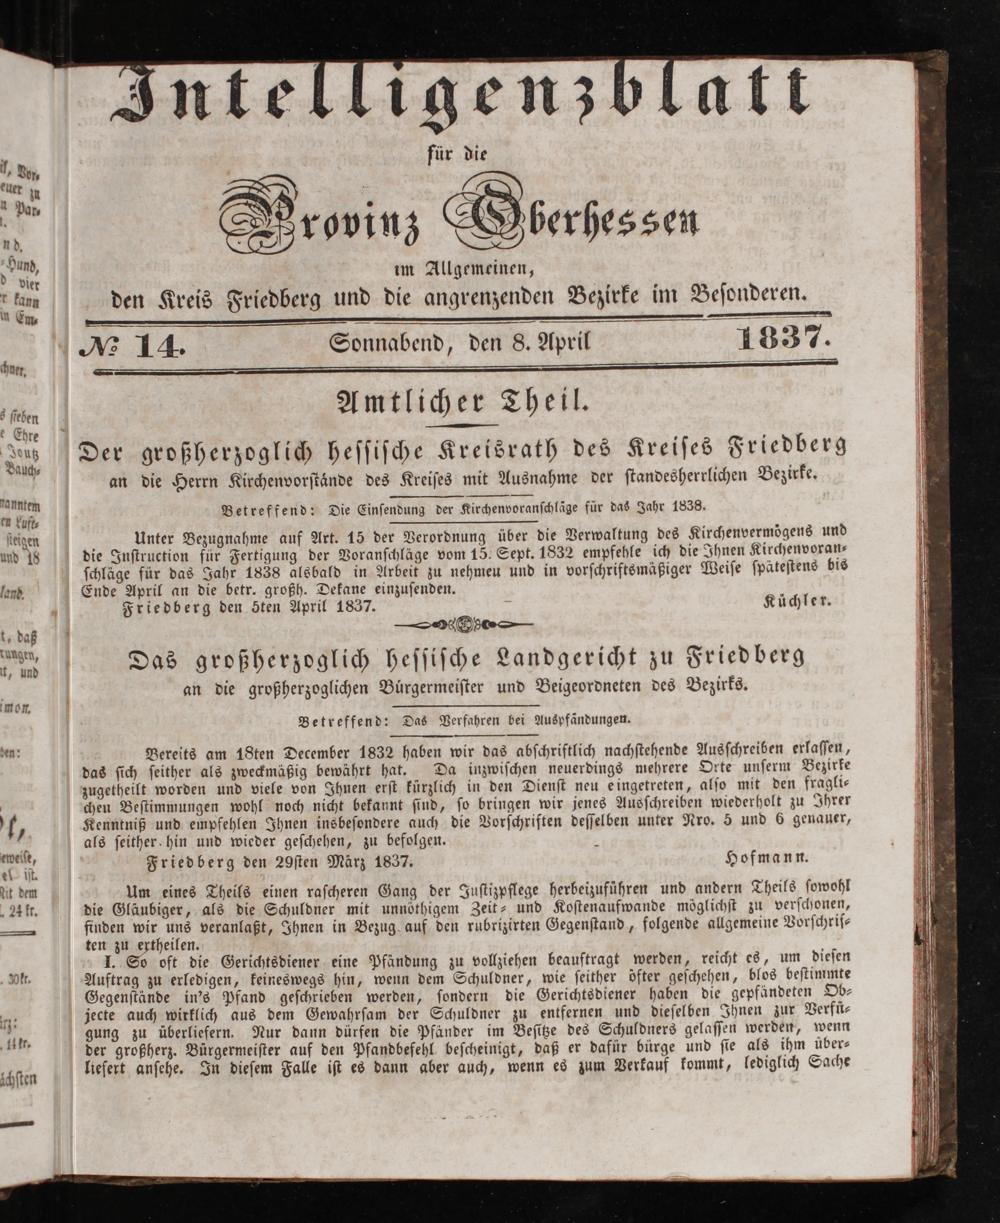 Intelligenzblatt
für die
Provinz Oberhessen
im Allgemeinen,
den Kreis Friedberg und die angrenzenden Bezirke im Beſonderen.
№ 14. Sonnabend, den 8. April 1837.
Amtlicher Theil.
Der großherzoglich heſſiſche Kreisrath des Kreiſes Friedberg
an die Herrn Kirchenvorſtände des Kreiſes mit Ausnahme der ſtandesherrlichen Bezirke.
Betreffend: Die Einſendung der Kirchenvoranſchläge für das Jahr 1838.
Unter Bezugnahme auf Art. 15 der Verordnung über die Verwaltung des Kirchenvermögens und
die Inſtruction für Fertigung der Voranſchläge vom 15. Sept. 1832 empfehle ich die Ihnen Kirchenvoran⸗
ſchläge für das Jahr 1838 alsbald in Arbeit zu nehmeu und in vorſchriftsmäßiger Weiſe ſpäteſtens bis
Ende April an die betr. großh. Dekane einzuſenden.
Friedberg den 5ten April 1837. Küchler.
Das großherzoglich heſſiſche Landgericht zu Friedberg
an die großherzoglichen Bürgermeiſter und Beigeordneten des Bezirks.
Betreffend: Das Verfahren bei Auspfändungen.
Bereits am 18ten December 1832 haben wir das abſchriftlich nachſtehende Ausſchreiben erlaſſen,
das ſich ſeither als zweckmäßig bewährt hat. Da inzwiſchen neuerdings mehrere Orte unſerm Bezirke
zugetheilt worden und viele von Ihnen erſt kürzlich in den Dienſt neu eingetreten, alſo mit den fragli⸗
chen Beſtimmungen wohl noch nicht bekannt ſind, ſo bringen wir jenes Ausſchreiben wiederholt zu Ihrer
Kenntniß und empfehlen Ihnen insbeſondere auch die Vorſchriften deſſelben unter Nro. 5 und 6 genauer,
als ſeither hin und wieder geſchehen, zu befolgen.
Friedberg den 29ſten März 1837. Hofmann.
Um eines Theils einen raſcheren Gang der Juſtizpflege herbeizuführen und andern Theils ſowohl
die Gläubiger, als die Schuldner mit unnöthigem Zeit⸗ und Koſtenaufwande möglichſt zu verſchonen,
finden wir uns veranlaßt, Ihnen in Bezug auf den rubrizirten Gegenſtand, folgende allgemeine Vorſchrif⸗
ten zu ertheilen.
I. So oft die Gerichtsdiener eine Pfändung zu vollziehen beauftragt werden, reicht es, um dieſen
Auftrag zu erledigen, keineswegs hin, wenn dem Schuldner, wie ſeither öfter geſchehen, blos beſtimmte
Gegenſtände in's Pfand geſchrieben werden, ſondern die Gerichtsdiener haben die gepfändeten Ob⸗
jecte auch wirklich aus dem Gewahrſam der Schuldner zu entfernen und dieſelben Ihnen zur Verfü⸗
gung zu überliefern. Nur dann dürfen die Pfänder im Beſitze des Schuldners gelaſſen werden, wenn
der großherz. Bürgermeiſter auf den Pfandbefehl beſcheinigt, daß er dafür bürge und ſie als ihm über⸗
liefert anſehe. In dieſem Falle iſt es dann aber auch, wenn es zum Verkauf kommt, lediglich Sache